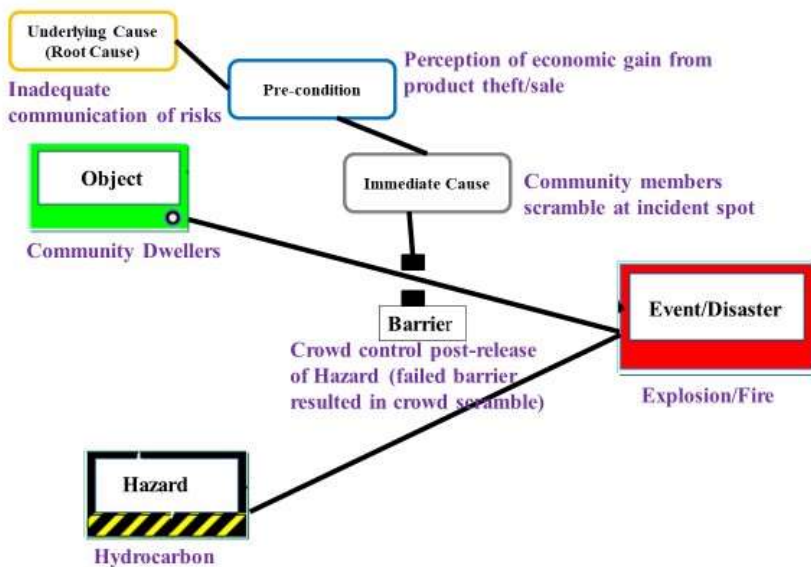 Underlying Cause
(Root Cause)
Inadequate
communication of risks
Pre-condition
Perception of economic gain from
product theft/sale
Object
Community Dwellers
Immediate Cause
Community members
scramble at incident spot
Barrier
Crowd control post-release
of Hazard (failed barrier
resulted in crowd scramble)
Event/Disaster
Explosion/Fire
Hazard
Hydrocarbon